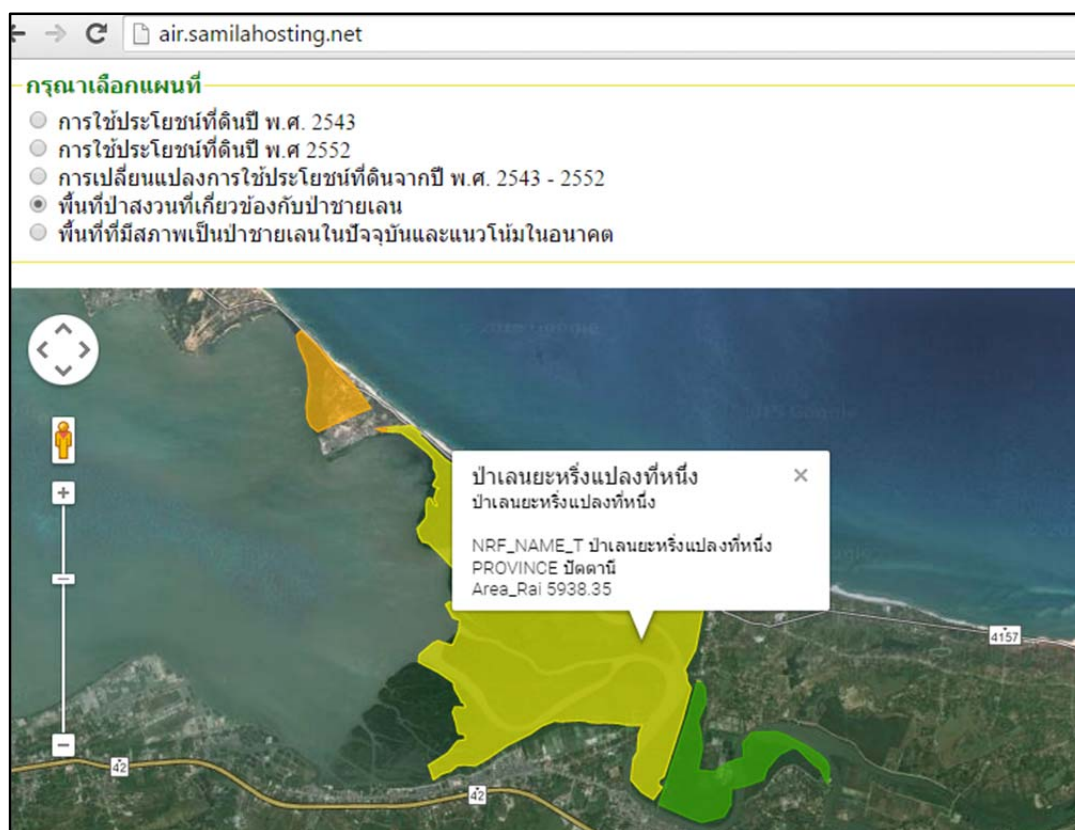 air.samilahosting.net
กรุณาเลือกแผนที่
การใช้ประโยชน์ที่ดินปี พ.ศ. 2543
การใช้ประโยชน์ที่ดินปี พ.ศ 2552
การเปลี่ยนแปลงการใช้ประโยชน์ที่ดินจากปี พ.ศ. 2543 - 2552
พื้นที่ป่าสงวนที่เกี่ยวข้องกับป่าชายเลน
พื้นที่ที่มีสภาพเป็นป่าชายเลนในปัจจุบันและแนวโน้มในอนาคต
ป่าเลนยะหริ่งแปลงที่หนึ่ง
ป่าเลนยะหริ่งแปลงที่หนึ่ง
NRF_NAME_T ป่าเลนยะหริ่งแปลงที่หนึ่ง
PROVINCE ปัตตานี
Area_Rai 5938.35
4157
42
42